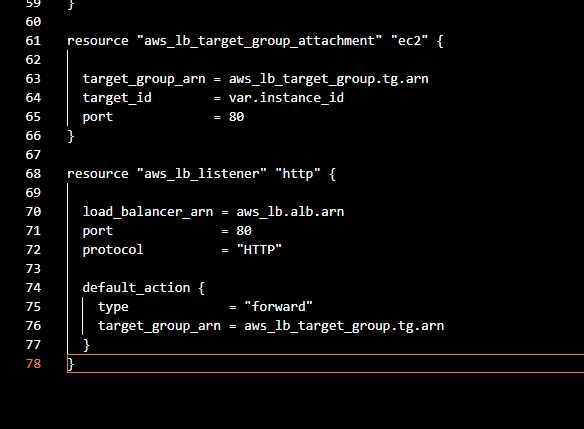 59 }
60
61 resource "aws_lb_target_group_attachment" "ec2" {
62
63   target_group_arn = aws_lb_target_group.tg.arn
64   target_id        = var.instance_id
65   port             = 80
66 }
67
68 resource "aws_lb_listener" "http" {
69
70   load_balancer_arn = aws_lb.alb.arn
71   port              = 80
72   protocol          = "HTTP"
73
74   default_action {
75     type             = "forward"
76     target_group_arn = aws_lb_target_group.tg.arn
77   }
78 }